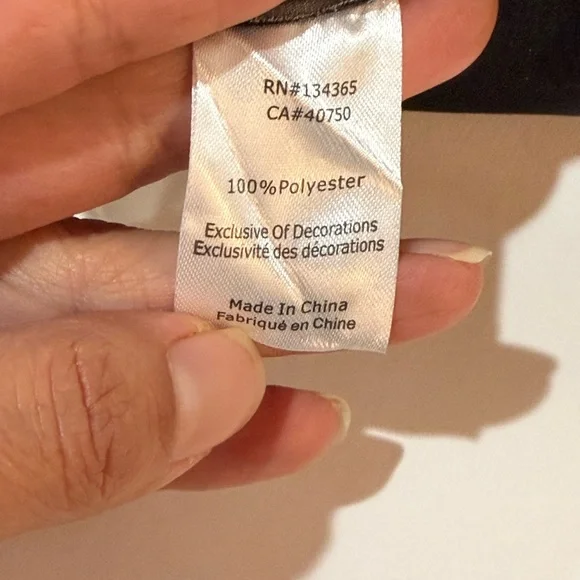 RN#134365
CA#40750
100%Polyester
Exclusive Of Decorations
Exclusivité des décorations
Made In China
Fabriqué en Chine